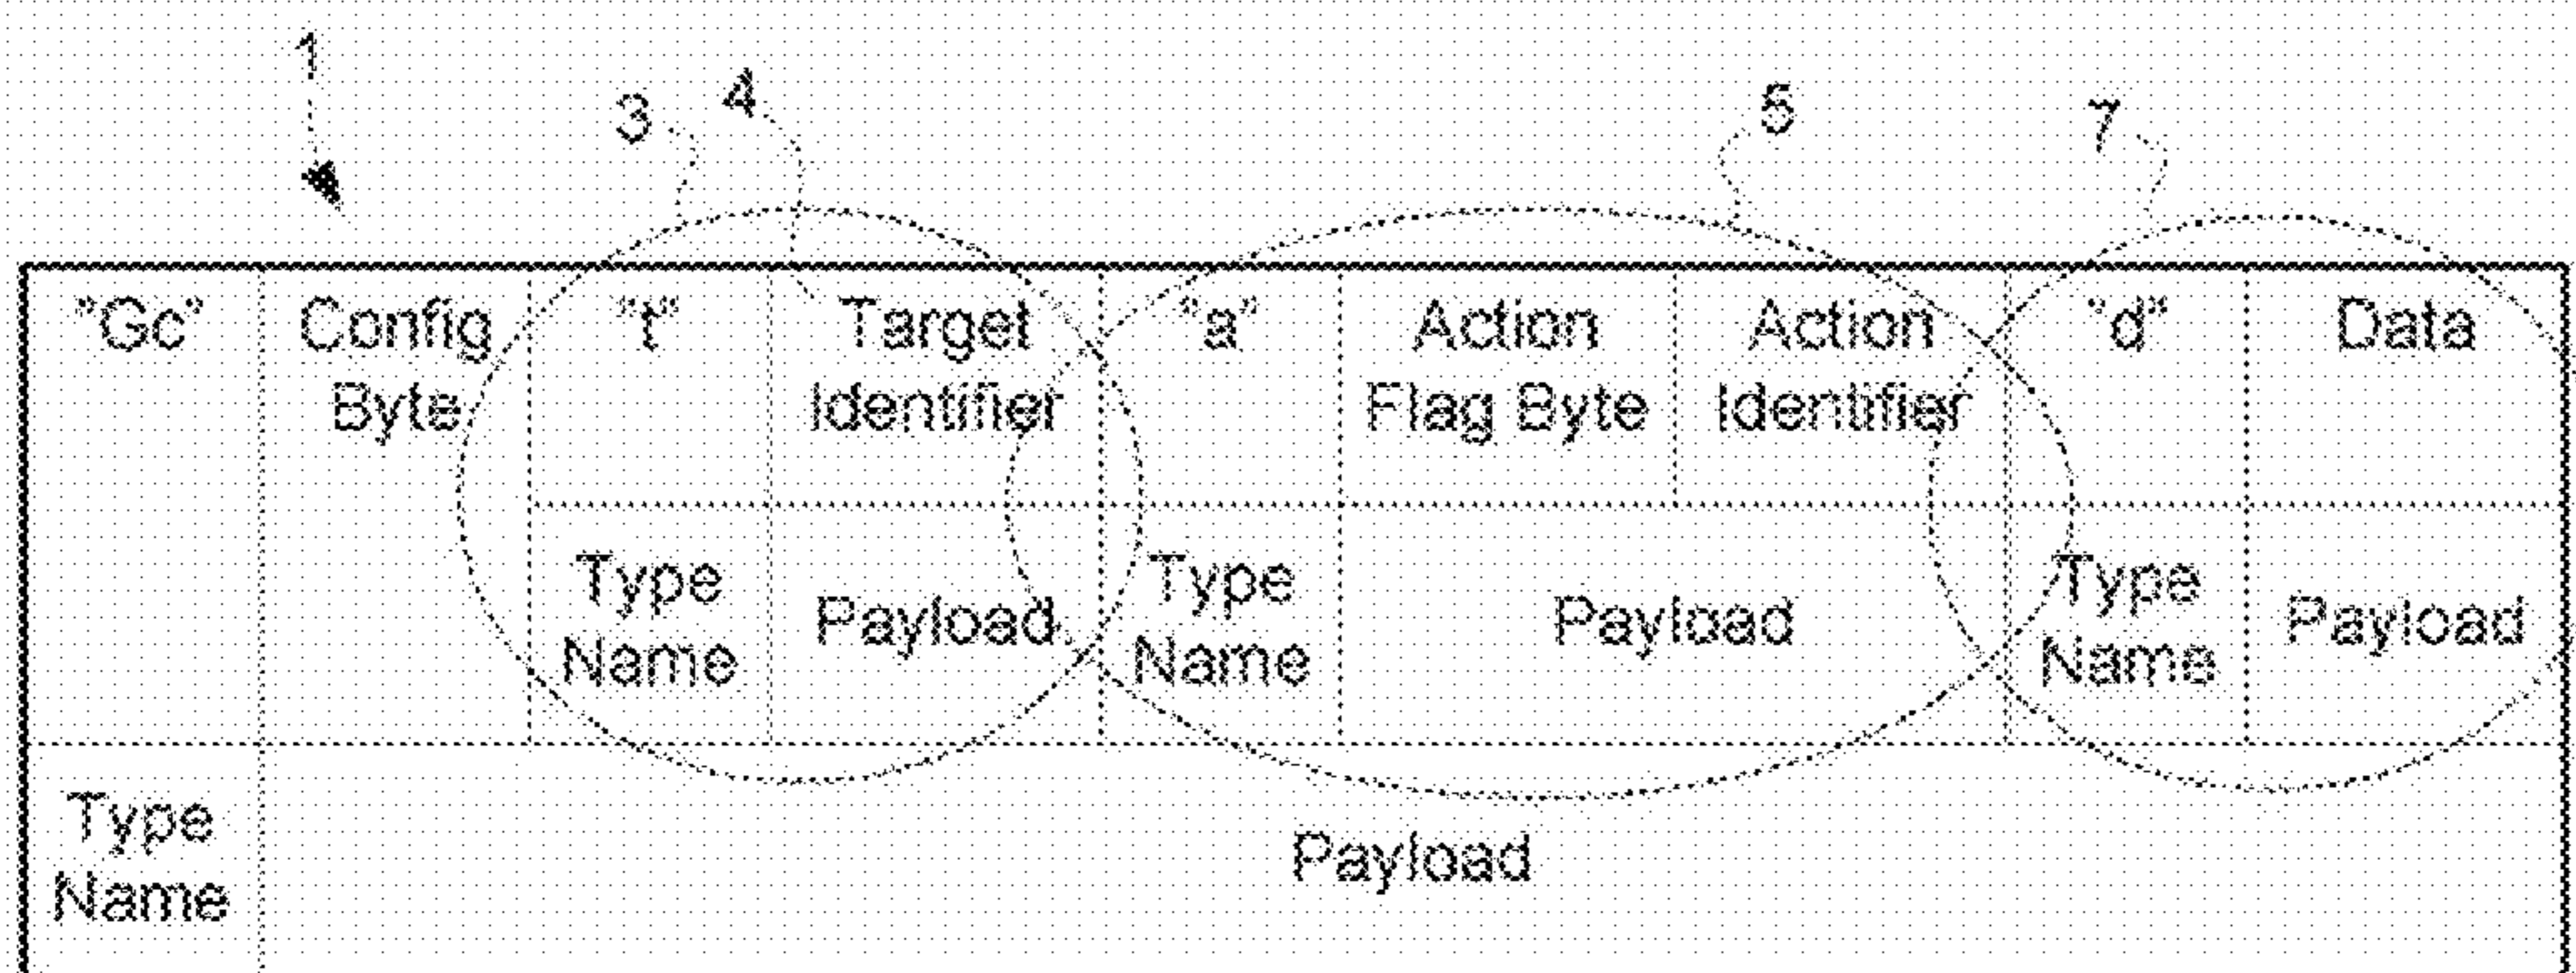 1
3 4 5 7
"Gc" Config "t" Target "a" Action Action "d" Data
Byte Identifier Flag Byte Identifier
Type Type Type
Payload Payload Payload
Name Name Name
Type
Payload
Name